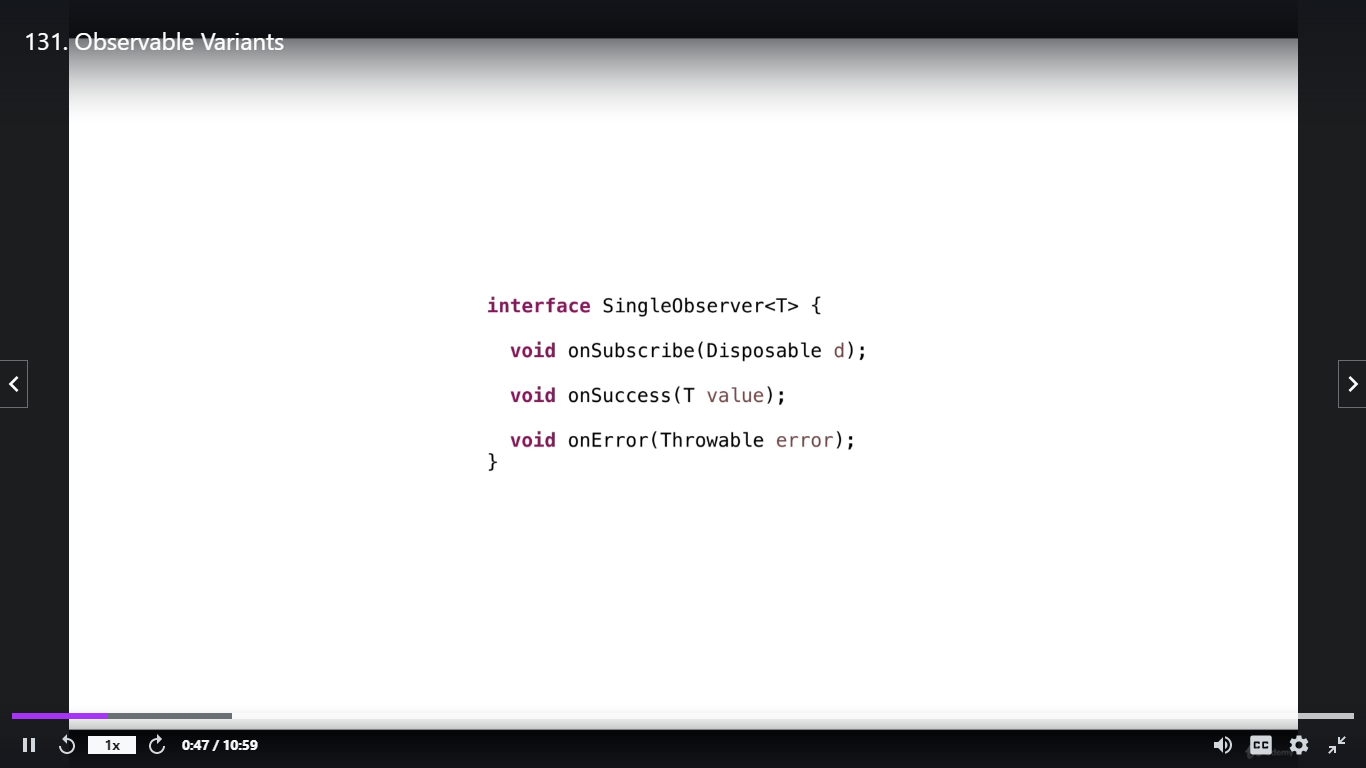 131. Observable Variants
interface SingleObserver<T> {
void onSubscribe(Disposable d);
void onSuccess(T value);
void onError(Throwable error);
}
1x
0:47 / 10:59
CC